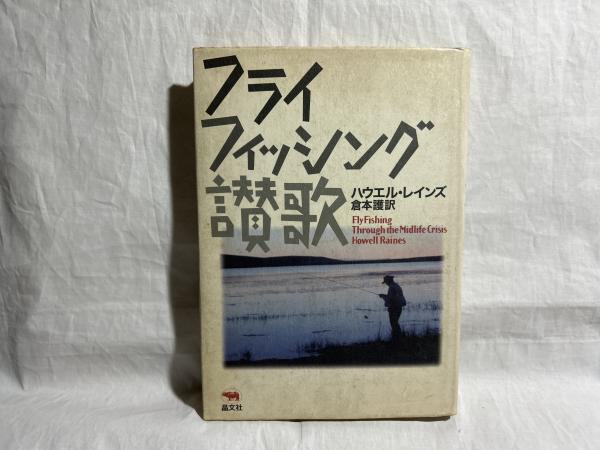 フライ
フィッシング
讃歌
ハウエル・レインズ
倉本護訳
Fly Fishing
Through the Midlife Crisis
Howell Raines
晶文社